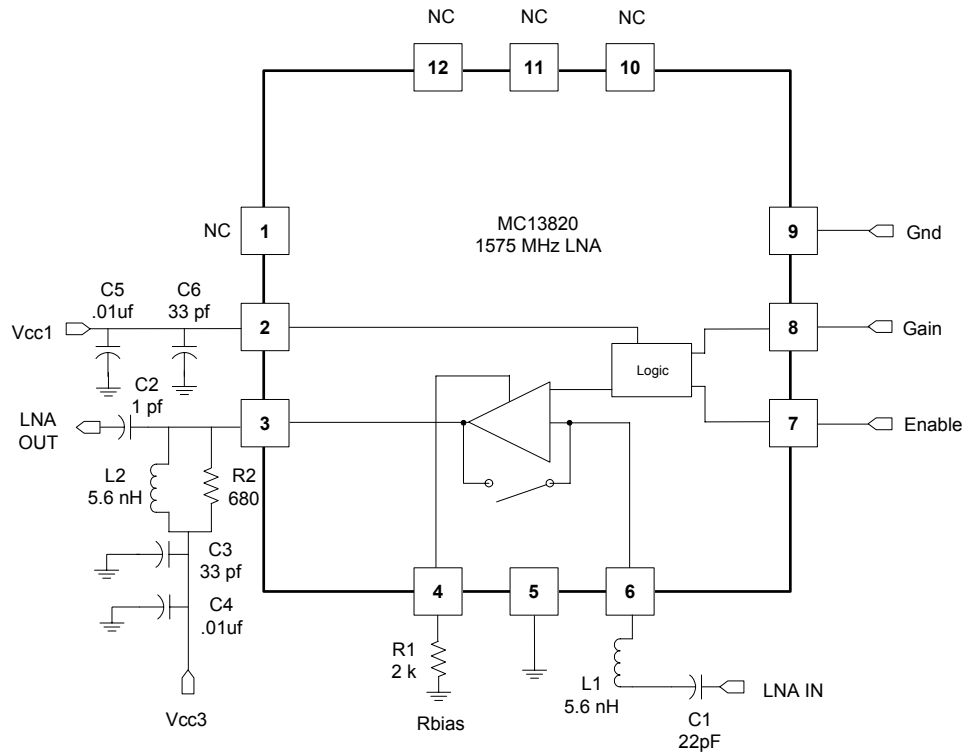 NC
NC
NC
12
11
10
MC13820
1575 MHz LNA
NC
1
9
Gnd
C5
.01uf
C6
33 pf
Vcc1
2
8
Gain
Logic
C2
1 pf
LNA
OUT
3
7
Enable
L2
5.6 nH
R2
680
C3
33 pf
C4
.01uf
Vcc3
4
5
6
R1
2 k
Rbias
L1
5.6 nH
C1
22pF
LNA IN